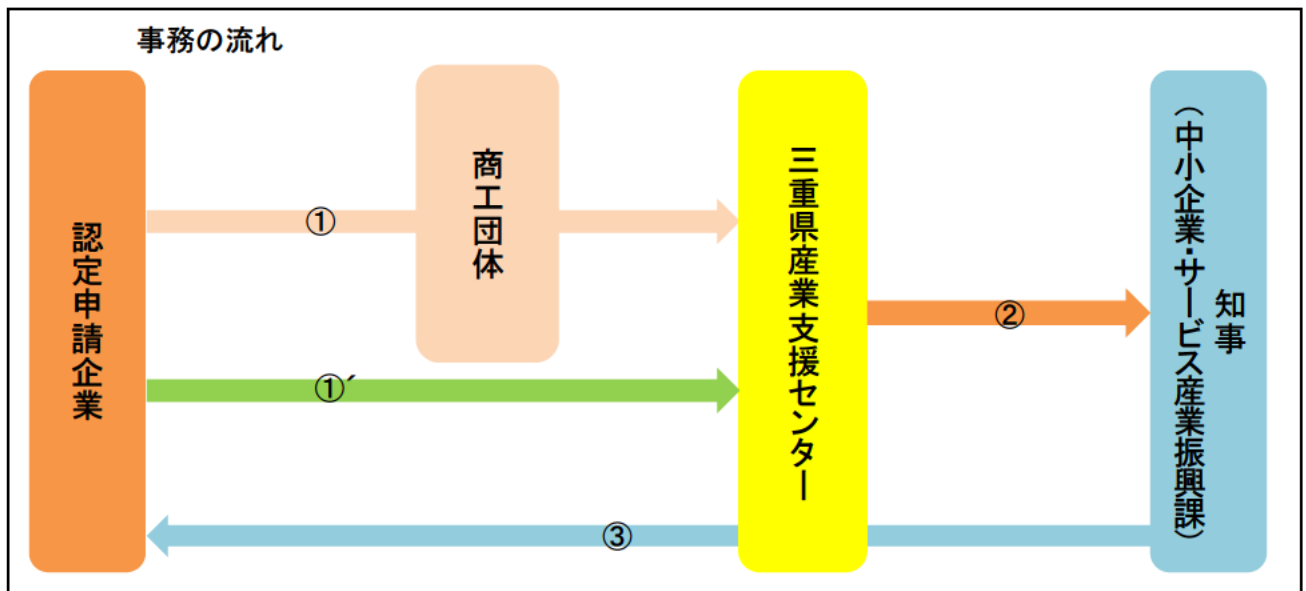 事務の流れ
認定申請企業
①
商工団体
①´
三重県産業支援センター
②
③
知事
（中小企業・サービス産業振興課）